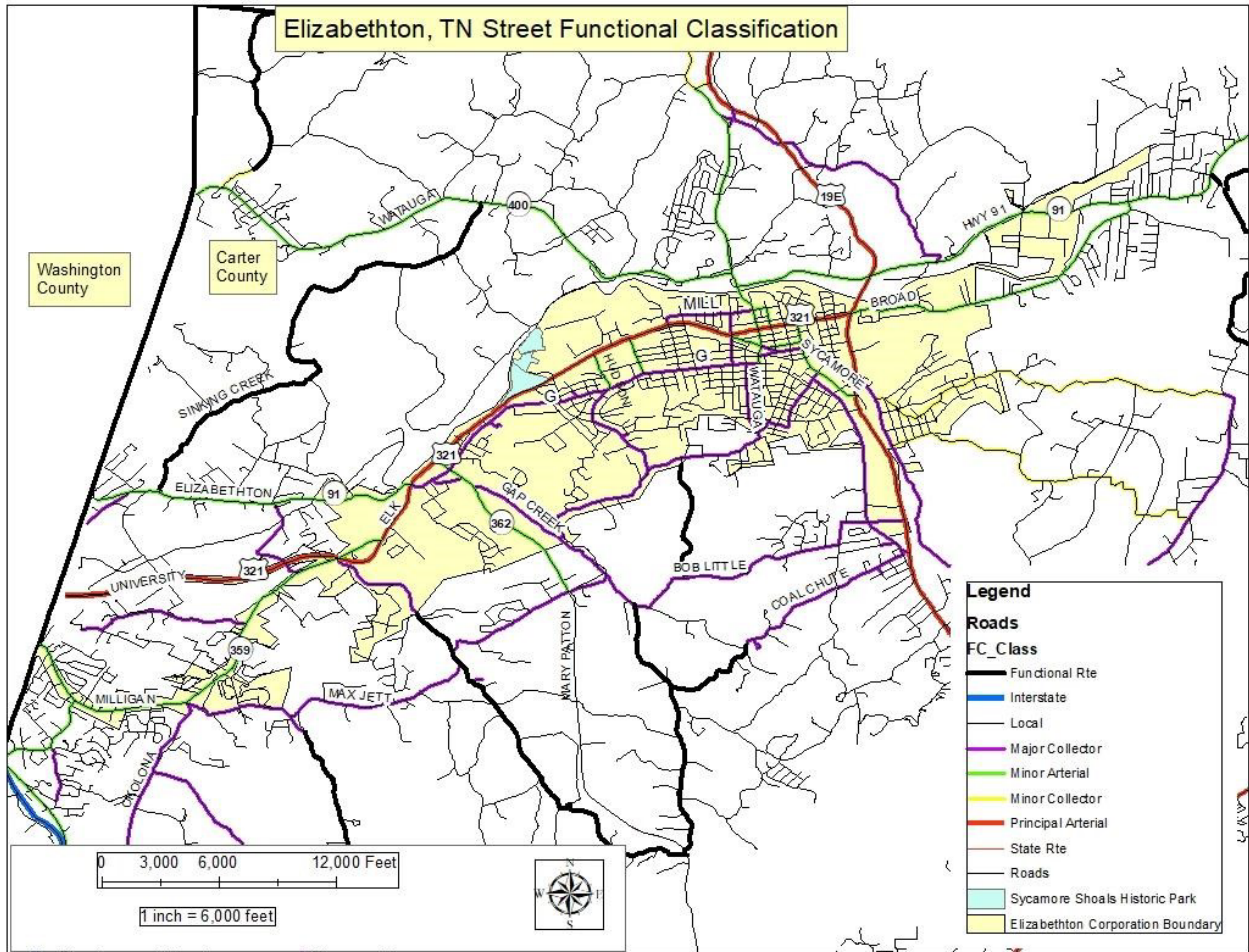 Elizabethton, TN Street Functional Classification
19E
WATAUGA
400
HWY 91
91
Washington
County
Carter
County
MILL
321
BROAD
SYCAMORE
HUDSON
G
WATAUGA
SINKING CREEK
G
321
ELIZABETHTON
91
ELK
GAP CREEK
362
UNIVERSITY
321
BOB LITTLE
COAL CHUTE
359
MARY PATTON
MILLIGAN
MAX JETT
OKOLONA
Legend
Roads
FC_Class
Functional Rte
Interstate
Local
Major Collector
Minor Arterial
Minor Collector
Principal Arterial
State Rte
Roads
Sycamore Shoals Historic Park
Elizabethton Corporation Boundary
0 3,000 6,000 12,000 Feet
1 inch = 6,000 feet
N
W E
S